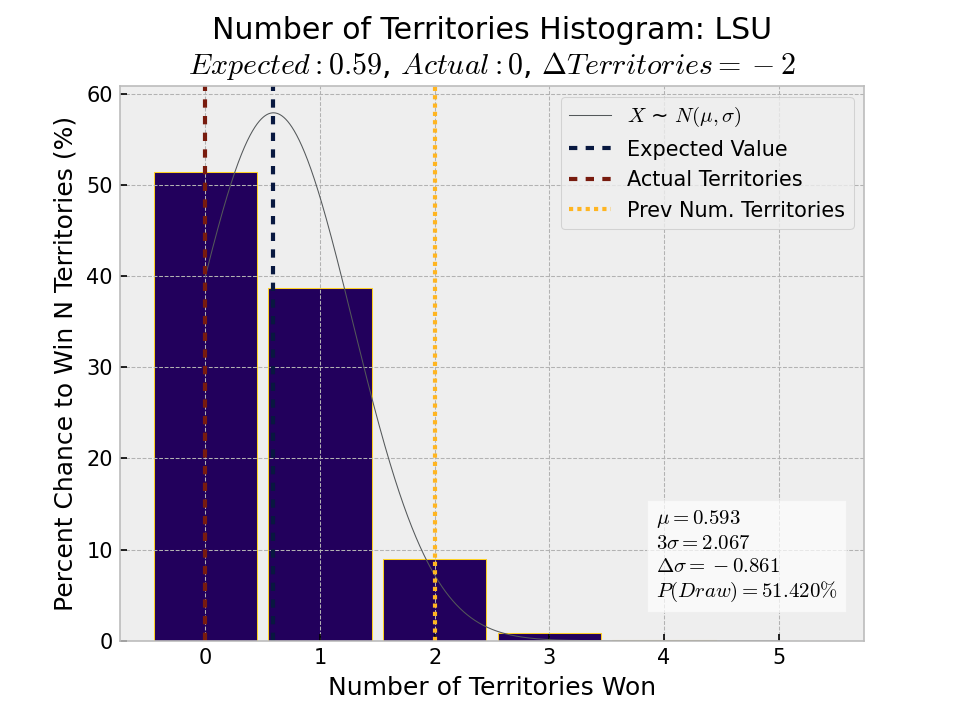 Number of Territories Histogram: LSU
Expected : 0.59, Actual : 0, ΔTerritories = − 2
X ~ N(μ, σ)
Expected Value
Actual Territories
Prev Num. Territories
Percent Chance to Win N Territories (%)
60
50
40
30
20
10
0
μ = 0.593
3σ = 2.067
Δσ = − 0.861
P(Draw) = 51.420%
0 1 2 3 4 5
Number of Territories Won